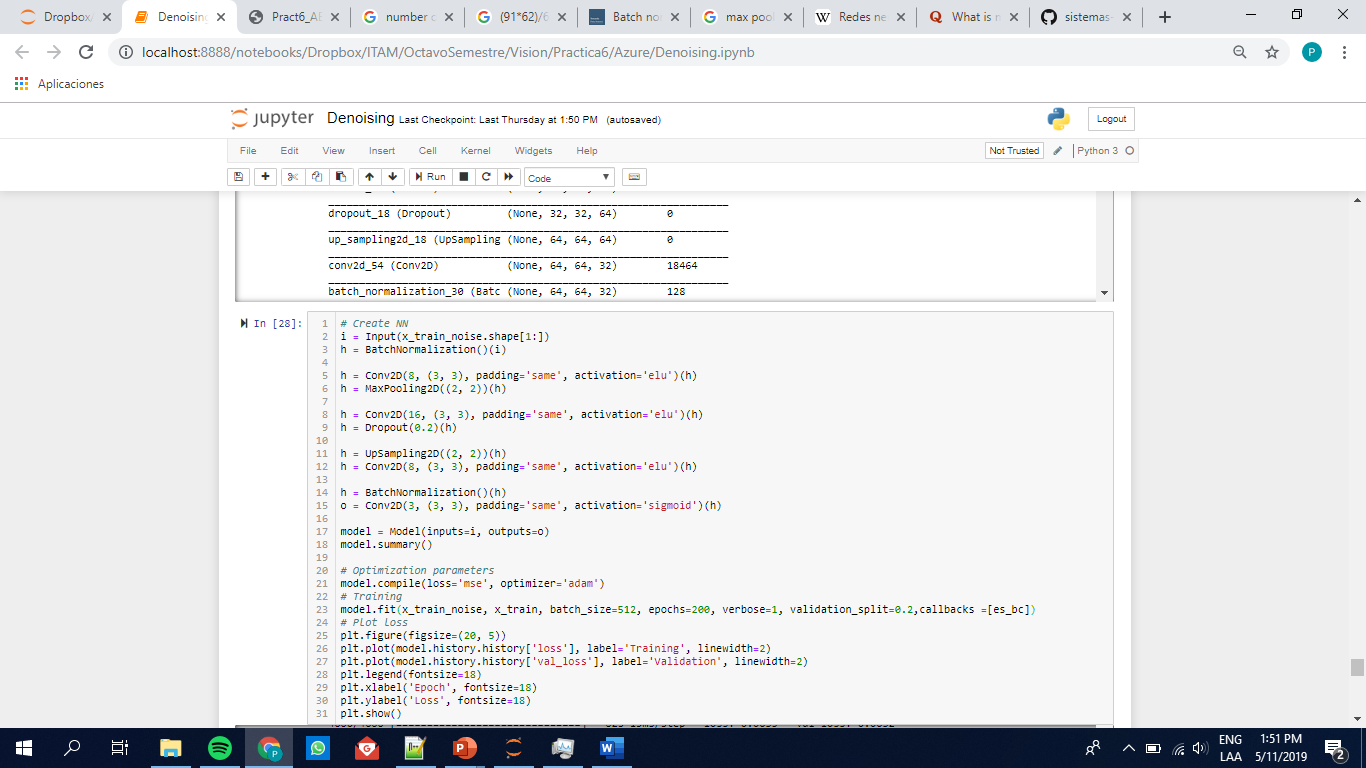 Dropbox/
Denoising
Pract6_AE
number o
(91*62)/6
Batch no
max pool
Redes ne
What is n
sistemas-
localhost:8888/notebooks/Dropbox/ITAM/OctavoSemestre/Vision/Practica6/Azure/Denoising.ipynb
P
Aplicaciones
jupyter Denoising Last Checkpoint: Last Thursday at 1:50 PM (autosaved)
Logout
File Edit View Insert Cell Kernel Widgets Help
Not Trusted
Python 3
Run
Code
dropout_18 (Dropout) (None, 32, 32, 64) 0
up_sampling2d_18 (UpSampling (None, 64, 64, 64) 0
conv2d_54 (Conv2D) (None, 64, 64, 32) 18464
batch_normalization_30 (Batc (None, 64, 64, 32) 128
In [28]:
1 # Create NN
2 i = Input(x_train_noise.shape[1:])
3 h = BatchNormalization()(i)
4
5 h = Conv2D(8, (3, 3), padding='same', activation='elu')(h)
6 h = MaxPooling2D((2, 2))(h)
7
8 h = Conv2D(16, (3, 3), padding='same', activation='elu')(h)
9 h = Dropout(0.2)(h)
10
11 h = UpSampling2D((2, 2))(h)
12 h = Conv2D(8, (3, 3), padding='same', activation='elu')(h)
13
14 h = BatchNormalization()(h)
15 o = Conv2D(3, (3, 3), padding='same', activation='sigmoid')(h)
16
17 model = Model(inputs=i, outputs=o)
18 model.summary()
19
20 # Optimization parameters
21 model.compile(loss='mse', optimizer='adam')
22 # Training
23 model.fit(x_train_noise, x_train, batch_size=512, epochs=200, verbose=1, validation_split=0.2,callbacks =[es_bc])
24 # Plot loss
25 plt.figure(figsize=(20, 5))
26 plt.plot(model.history.history['loss'], label='Training', linewidth=2)
27 plt.plot(model.history.history['val_loss'], label='Validation', linewidth=2)
28 plt.legend(fontsize=18)
29 plt.xlabel('Epoch', fontsize=18)
30 plt.ylabel('Loss', fontsize=18)
31 plt.show()
ENG
LAA
1:51 PM
5/11/2019
2